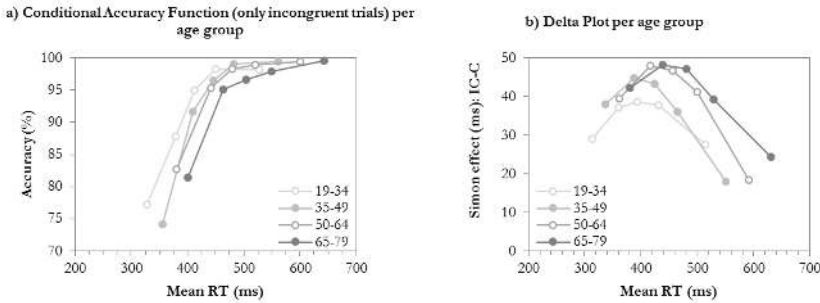 a) Conditional Accuracy Function (only incongruent trials) per
age group
100
95
90
85
80
75
70
Accuracy (%)
19-34
35-49
50-64
65-79
200 300 400 500 600 700
Mean RT (ms)
b) Delta Plot per age group
50
40
30
20
10
0
Simon effect (ms): IC-C
19-34
35-49
50-64
65-79
200 300 400 500 600 700
Mean RT (ms)